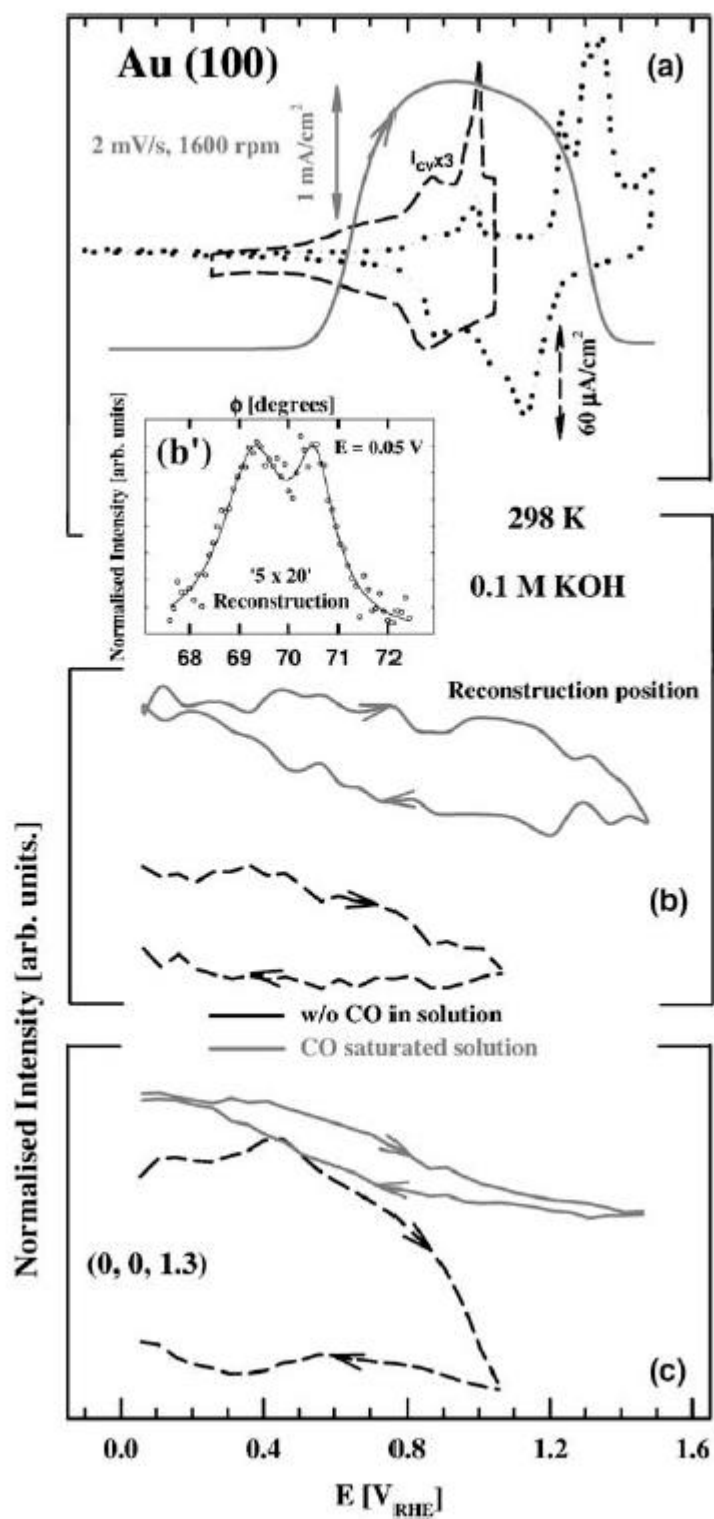 Au (100)
(a)
2 mV/s, 1600 rpm
1 mA/cm²
i_CV x3
60 μA/cm²
ϕ [degrees]
(b')
E = 0.05 V
'5 x 20'
Reconstruction
Normalised Intensity [arb. units]
68 69 70 71 72
298 K
0.1 M KOH
Reconstruction position
(b)
w/o CO in solution
CO saturated solution
(0, 0, 1.3)
(c)
Normalised Intensity [arb. units.]
0.0 0.4 0.8 1.2 1.6
E [V_RHE]